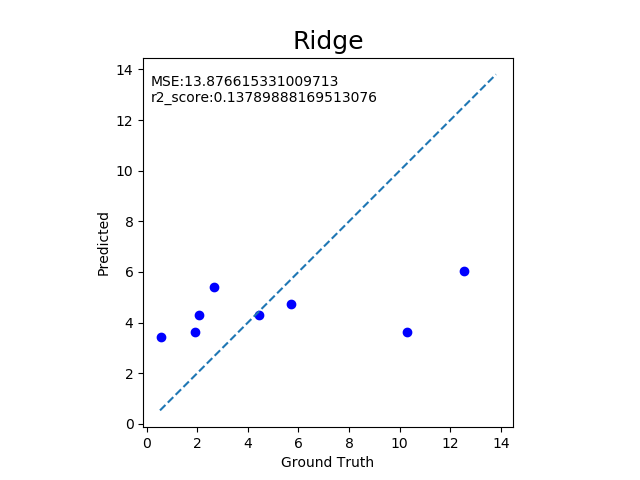 Ridge
MSE:13.876615331009713
r2_score:0.13789888169513076
14
12
10
8
6
4
2
0
Predicted
0 2 4 6 8 10 12 14
Ground Truth